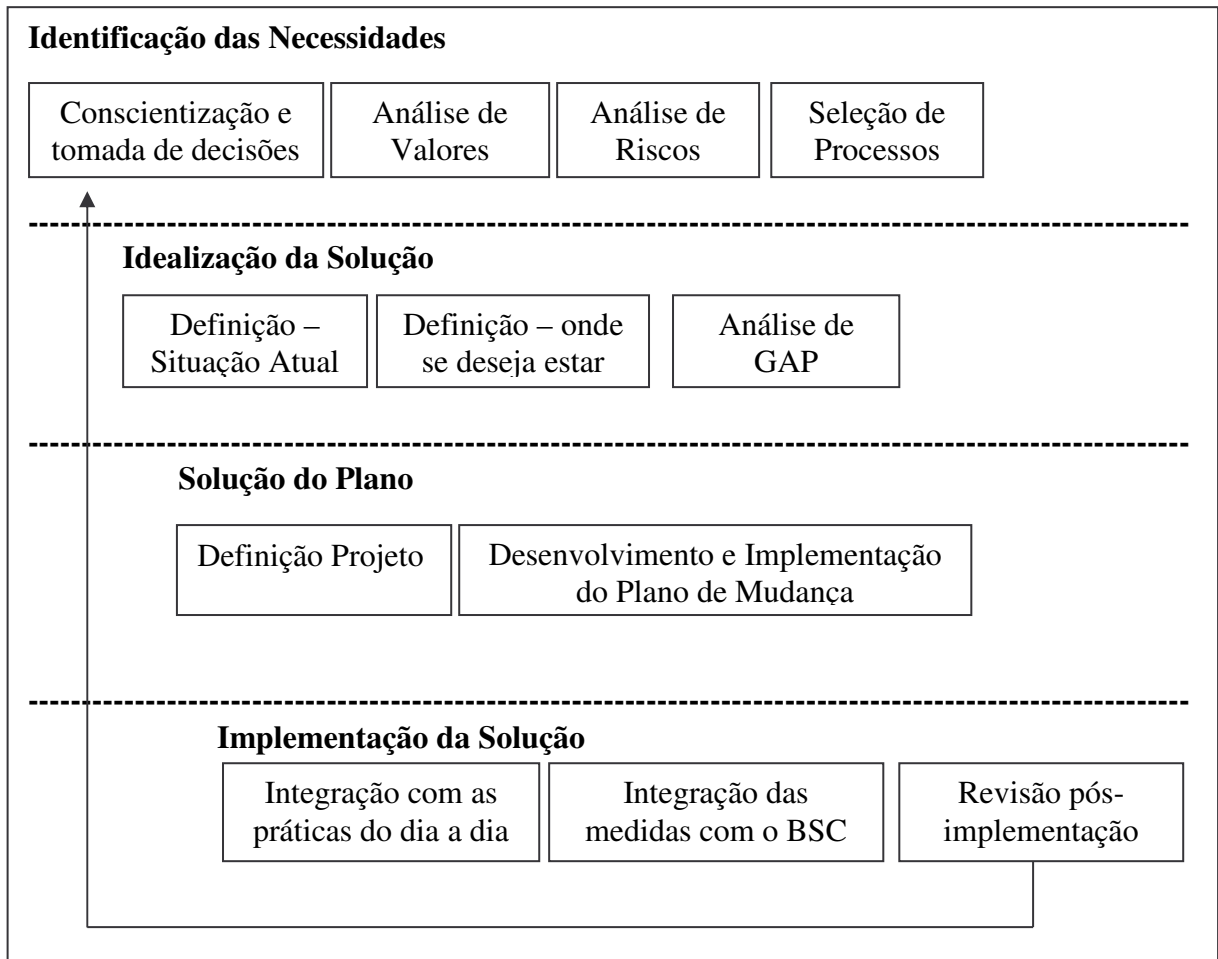 Identificação das Necessidades
Conscientização e
tomada de decisões
Análise de
Valores
Análise de
Riscos
Seleção de
Processos
Idealização da Solução
Definição –
Situação Atual
Definição – onde
se deseja estar
Análise de
GAP
Solução do Plano
Definição Projeto
Desenvolvimento e Implementação
do Plano de Mudança
Implementação da Solução
Integração com as
práticas do dia a dia
Integração das
medidas com o BSC
Revisão pós-
implementação